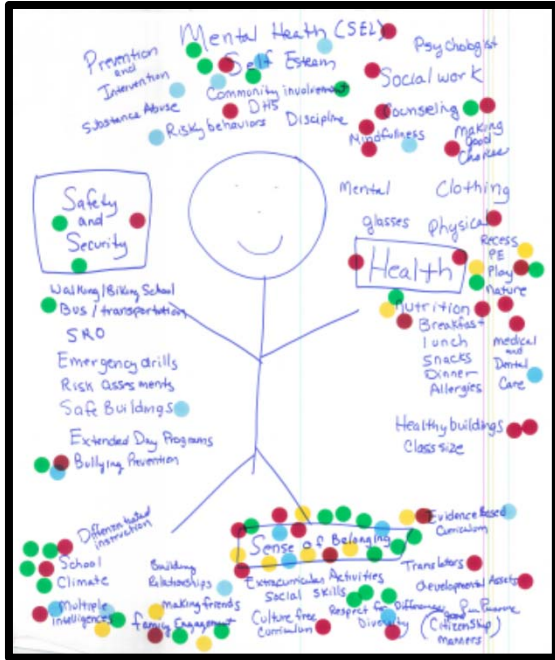 Mental Heath (SEL)
Self Esteem
Prevention
and
Intervention
Substance Abuse
Risky behaviors
Community involvement
DHS
Discipline
Psychologist
Social work
Counseling
Mindfullness
Making
Good
Choices
Safety
and
Security
Walking/Biking School
Bus / transportation
SRO
Emergency drills
Risk assesments
Safe Buildings
Extended Day Programs
Bullying Prevention
Mental
Clothing
glasses
Physical
Health
Recess
PE
Play
Nature
Nutrition
Breakfast
lunch
Snacks
Dinner
Allergies
Medical
and
Dental
Care
Healthy buildings
Class size
Differentiated
instruction
School
Climate
Multiple
intelligences
Building
Relationships
making friends
Family Engagement
Sense of Belonging
Extracurricular Activities
Social skills
Culture free
Curriculum
Respect for Differences
Diversity
Evidence Based
Curriculum
Translators
Developmental Assets
(Citizenship)
manners